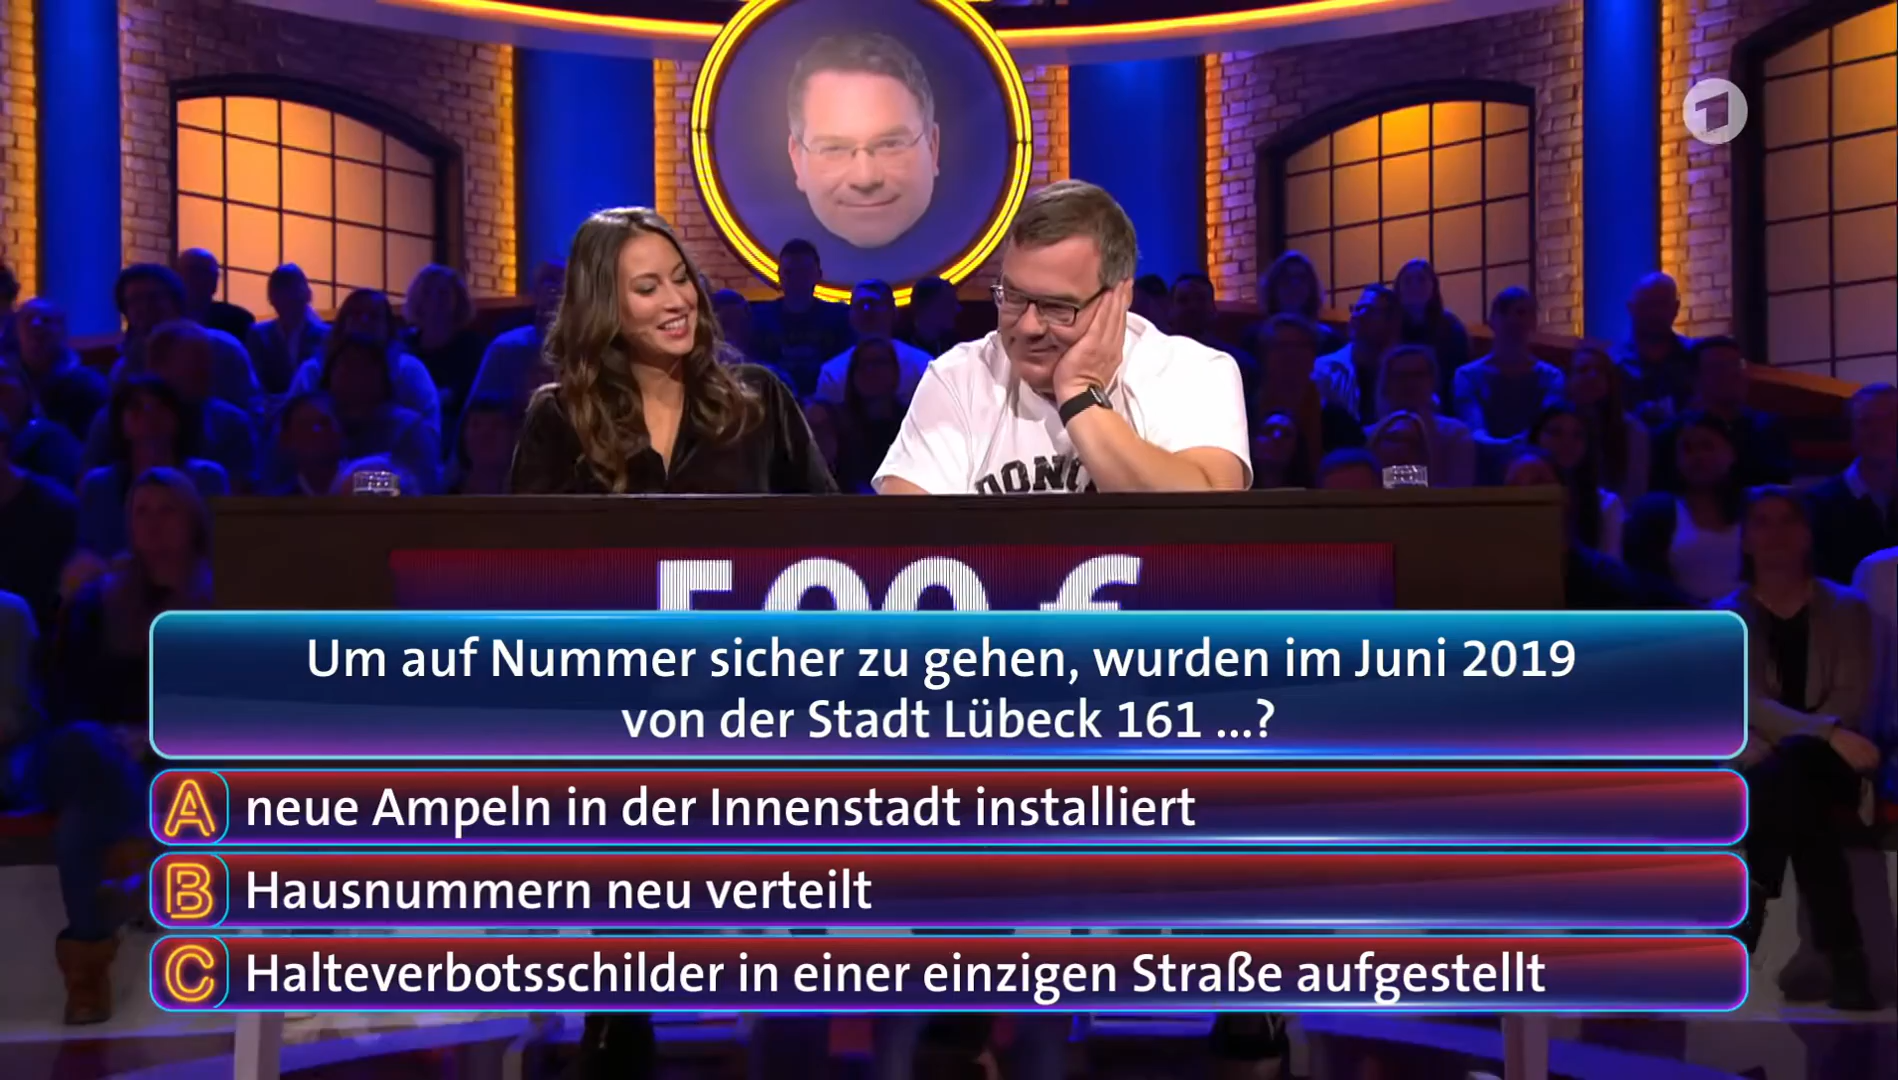 500 €
Um auf Nummer sicher zu gehen, wurden im Juni 2019
von der Stadt Lübeck 161 ...?
A neue Ampeln in der Innenstadt installiert
B Hausnummern neu verteilt
C Halteverbotsschilder in einer einzigen Straße aufgestellt